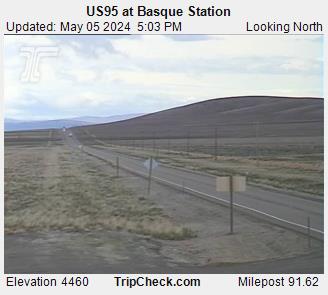 US95 at Basque Station
Updated: May 05 2024 5:03 PM Looking North
Elevation 4460 TripCheck.com Milepost 91.62